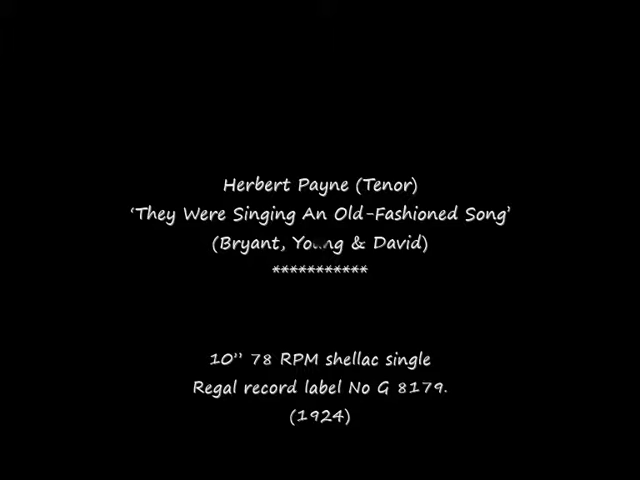 Herbert Payne (Tenor)
‘They Were Singing An Old-Fashioned Song’
(Bryant, Young & David)
***********
10” 78 RPM shellac single
Regal record label No G 8179.
(1924)